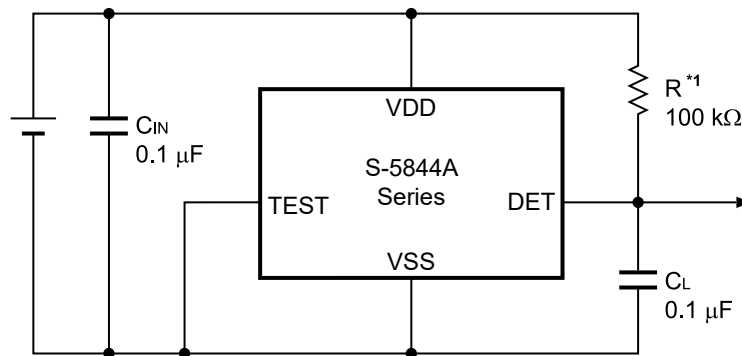 VDD
R*1
100 kΩ
CIN
0.1 μF
S-5844A
Series
TEST
DET
VSS
CL
0.1 μF